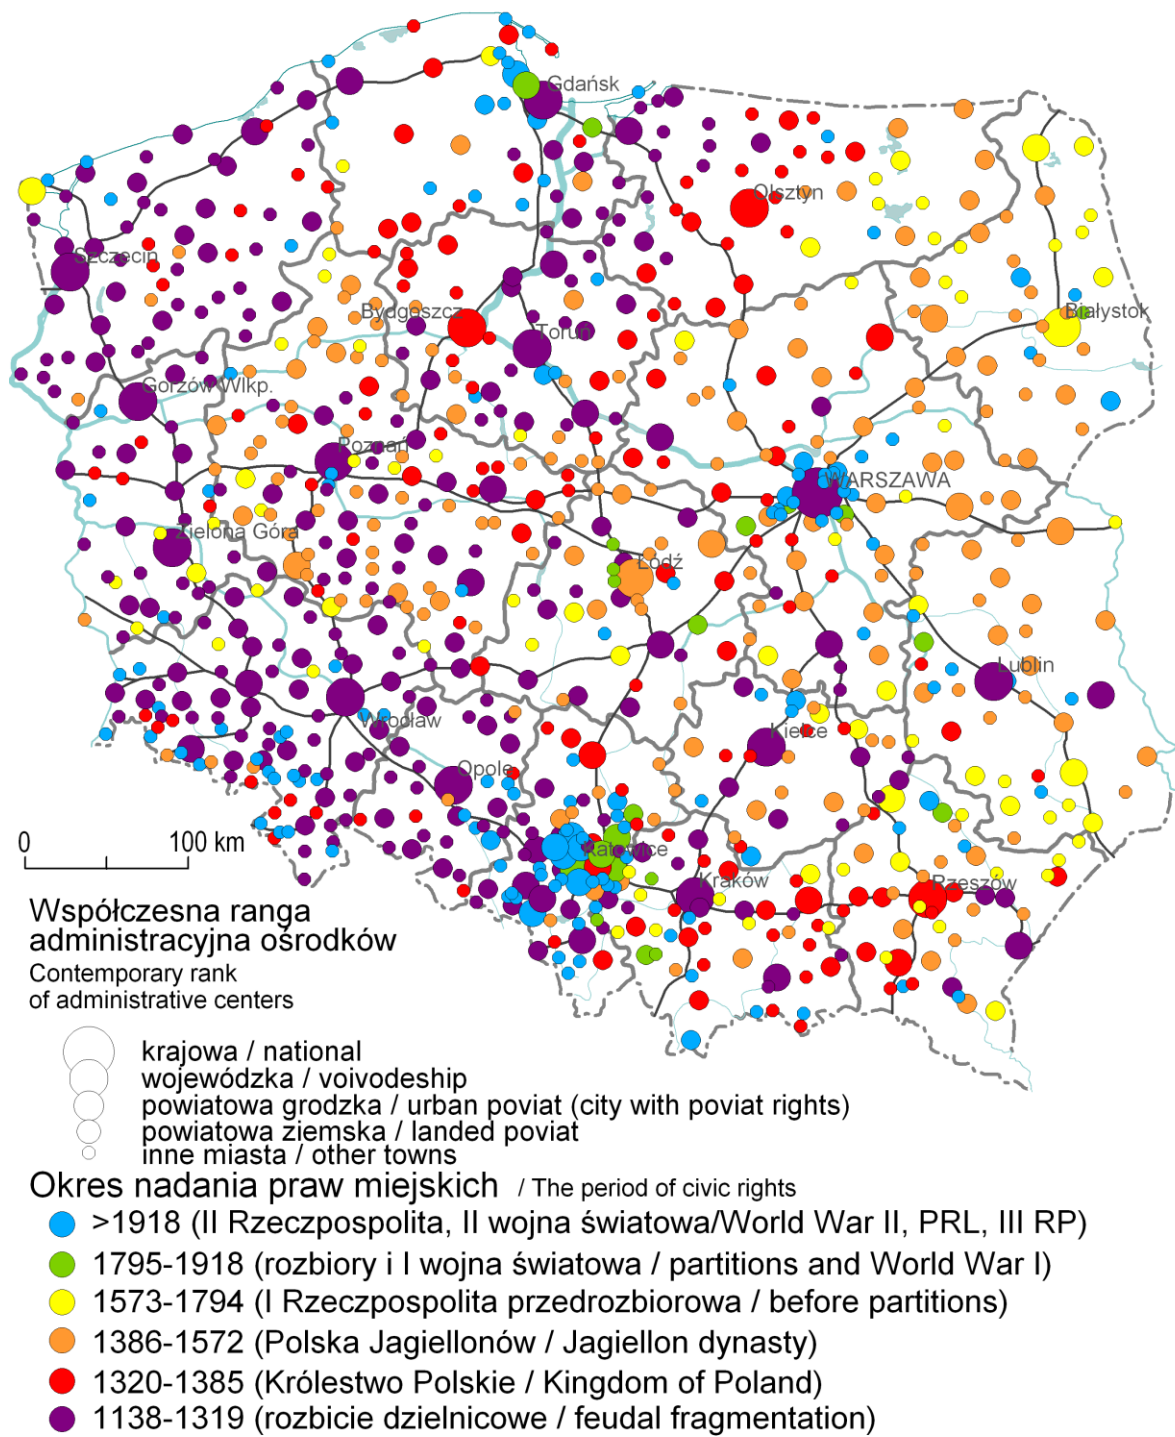 Gdańsk
Olsztyn
Szczecin
Bydgoszcz
Białystok
Toruń
Gorzów Wlkp.
Poznań
WARSZAWA
Zielona Góra
Łódź
Lublin
Wrocław
Kielce
Opole
0 100 km
Katowice
Kraków
Rzeszów
Współczesna ranga
administracyjna ośrodków
Contemporary rank
of administrative centers
krajowa / national
wojewódzka / voivodeship
powiatowa grodzka / urban poviat (city with poviat rights)
powiatowa ziemska / landed poviat
inne miasta / other towns
Okres nadania praw miejskich / The period of civic rights
>1918 (II Rzeczpospolita, II wojna światowa/World War II, PRL, III RP)
1795-1918 (rozbiory i I wojna światowa / partitions and World War I)
1573-1794 (I Rzeczpospolita przedrozbiorowa / before partitions)
1386-1572 (Polska Jagiellonów / Jagiellon dynasty)
1320-1385 (Królestwo Polskie / Kingdom of Poland)
1138-1319 (rozbicie dzielnicowe / feudal fragmentation)